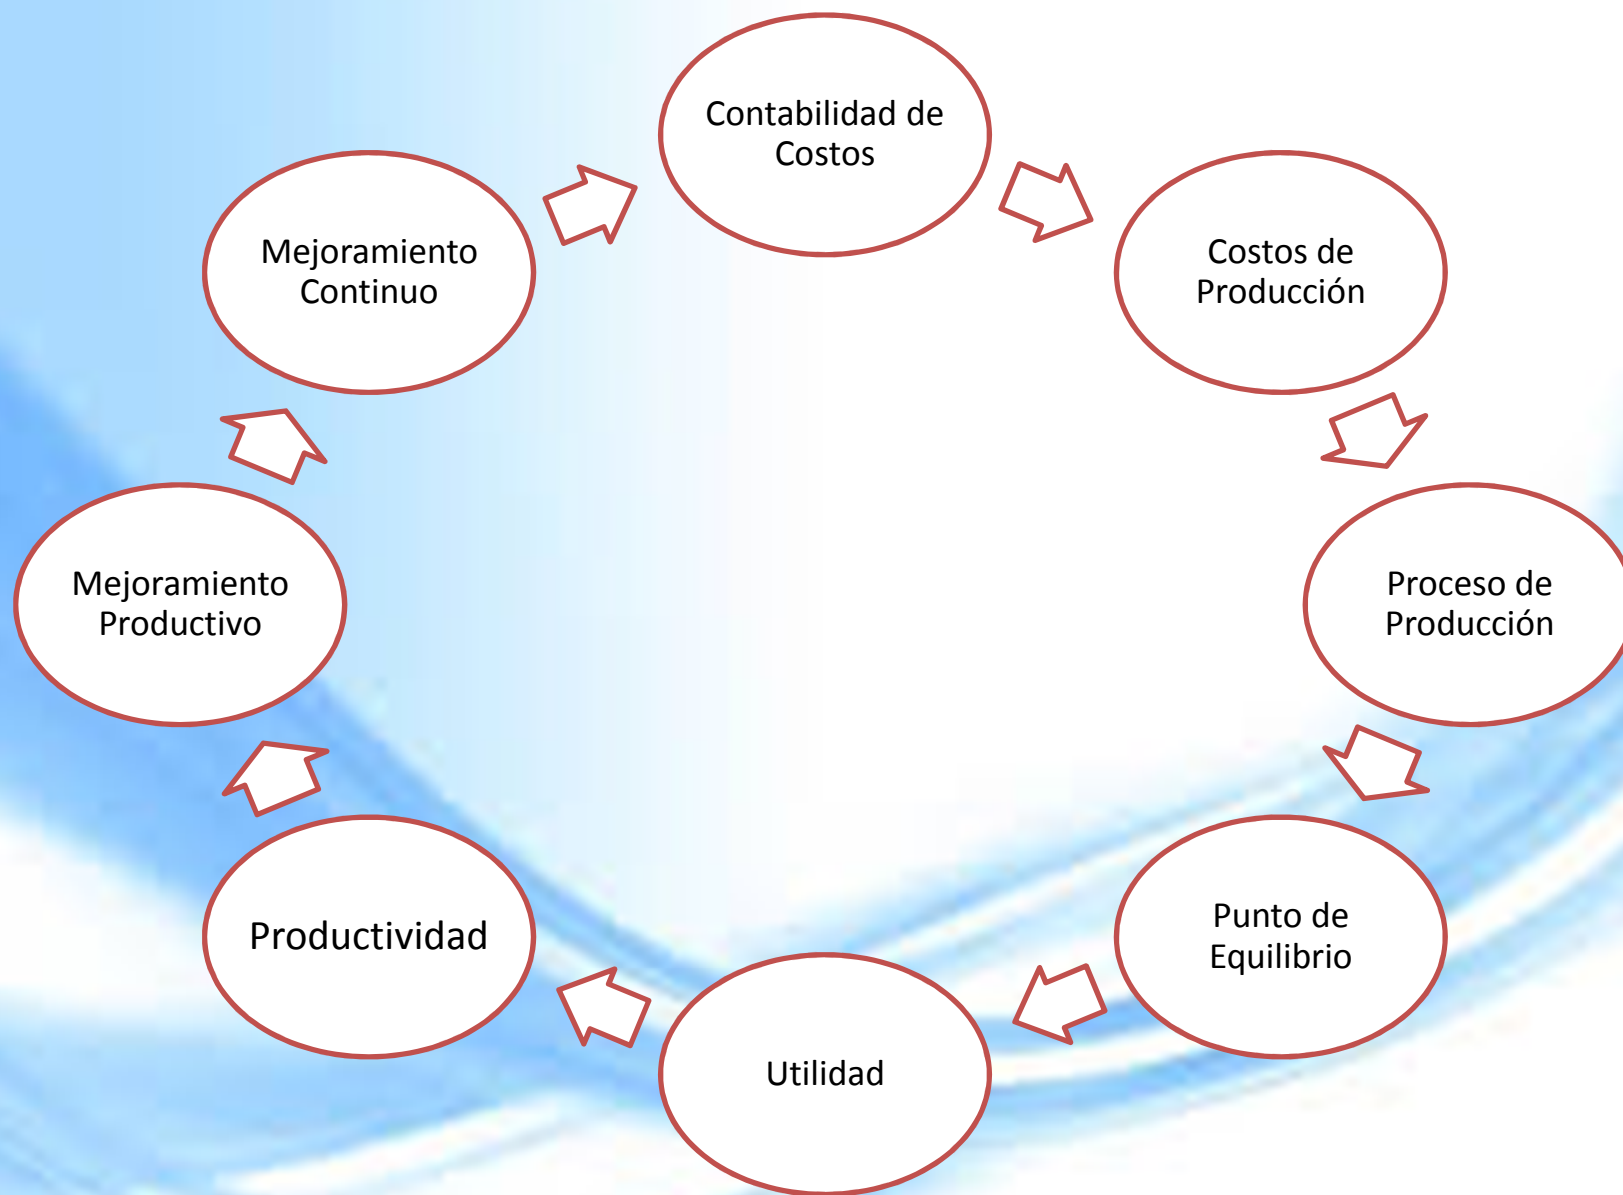 Contabilidad de
Costos
Costos de
Producción
Proceso de
Producción
Punto de
Equilibrio
Utilidad
Productividad
Mejoramiento
Productivo
Mejoramiento
Continuo